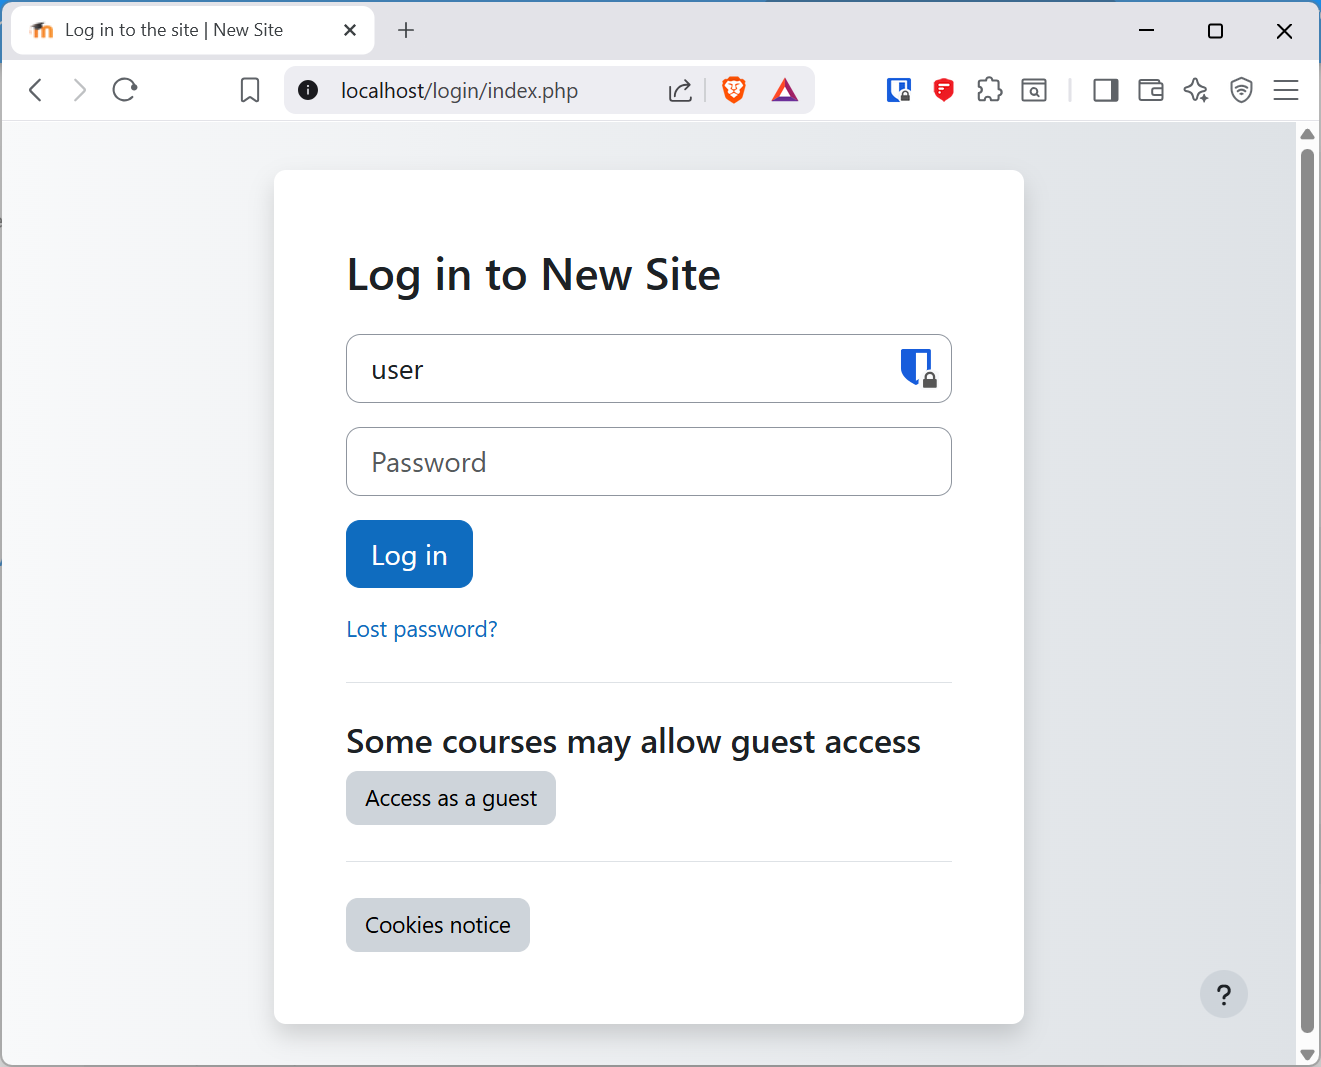 Log in to the site | New Site
localhost/login/index.php
Log in to New Site
user
Password
Log in
Lost password?
Some courses may allow guest access
Access as a guest
Cookies notice
?